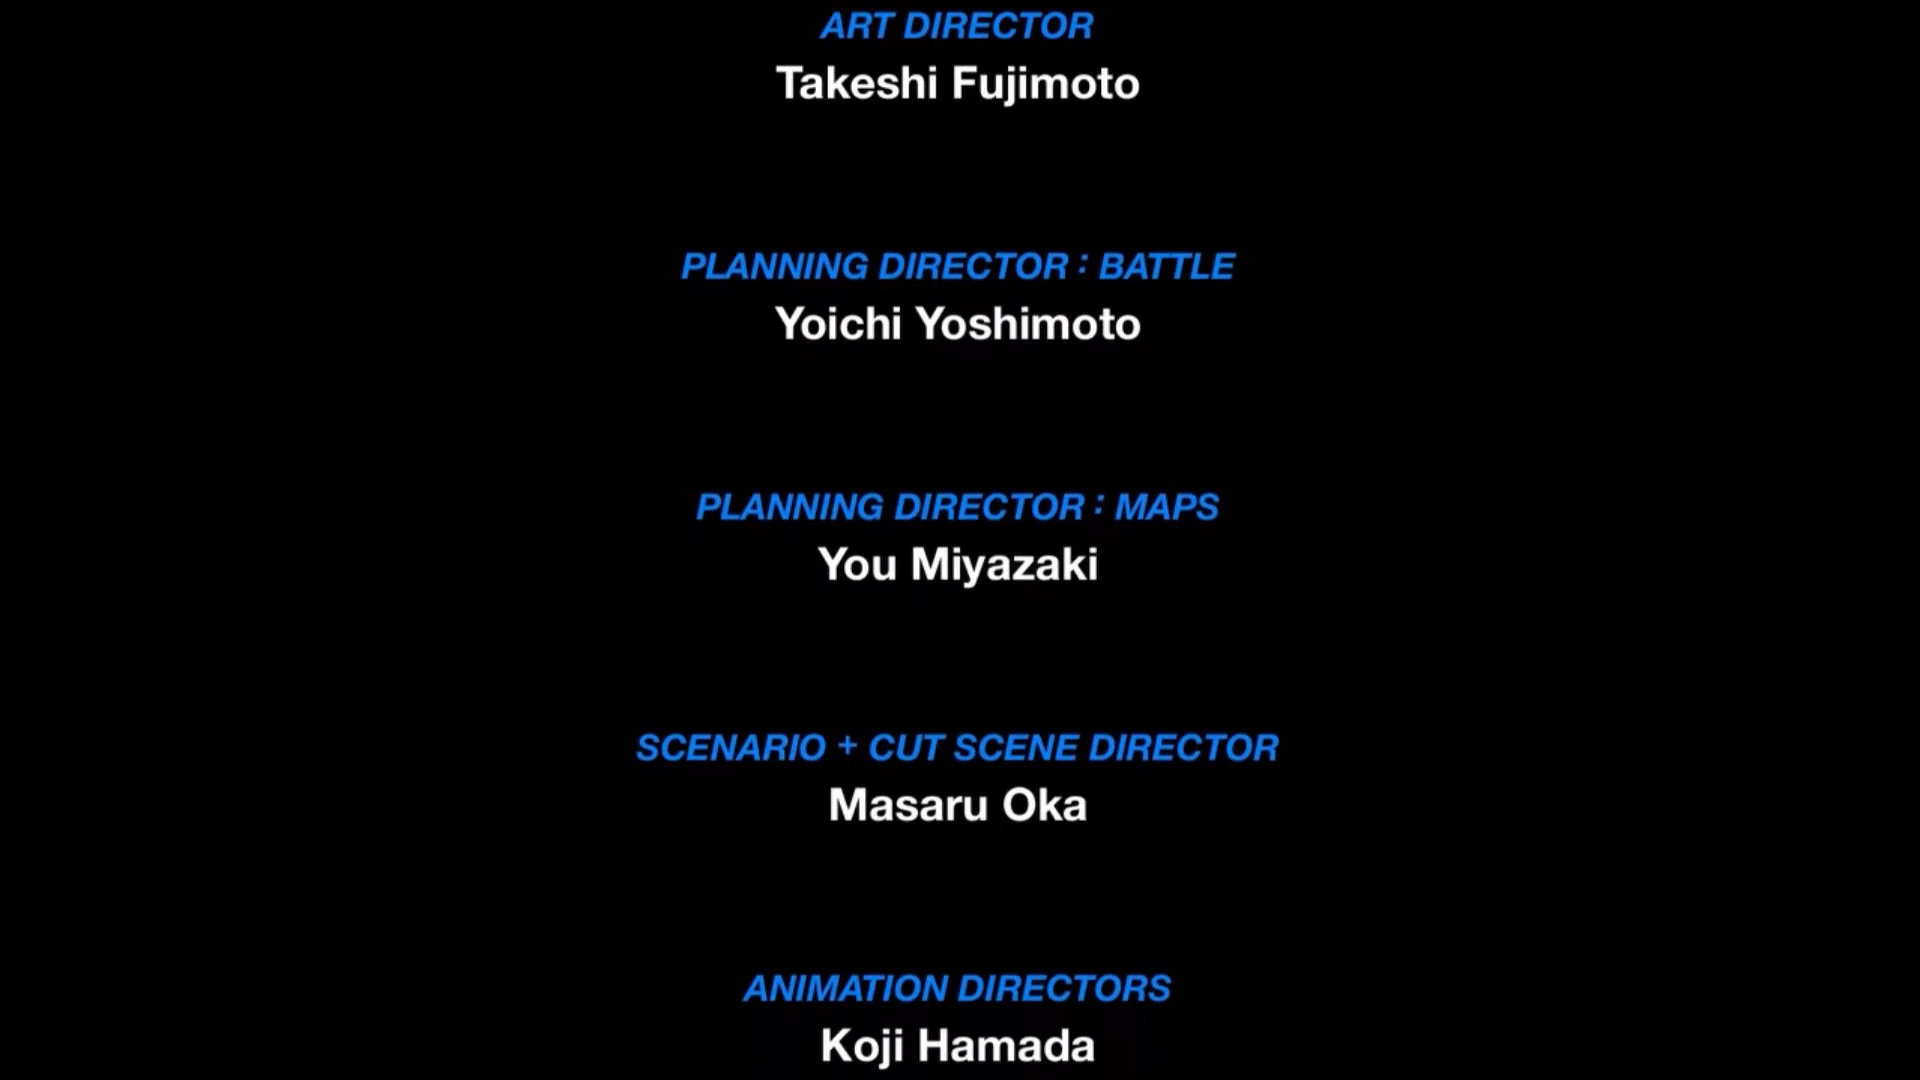 ART DIRECTOR
Takeshi Fujimoto
PLANNING DIRECTOR : BATTLE
Yoichi Yoshimoto
PLANNING DIRECTOR : MAPS
You Miyazaki
SCENARIO + CUT SCENE DIRECTOR
Masaru Oka
ANIMATION DIRECTORS
Koji Hamada